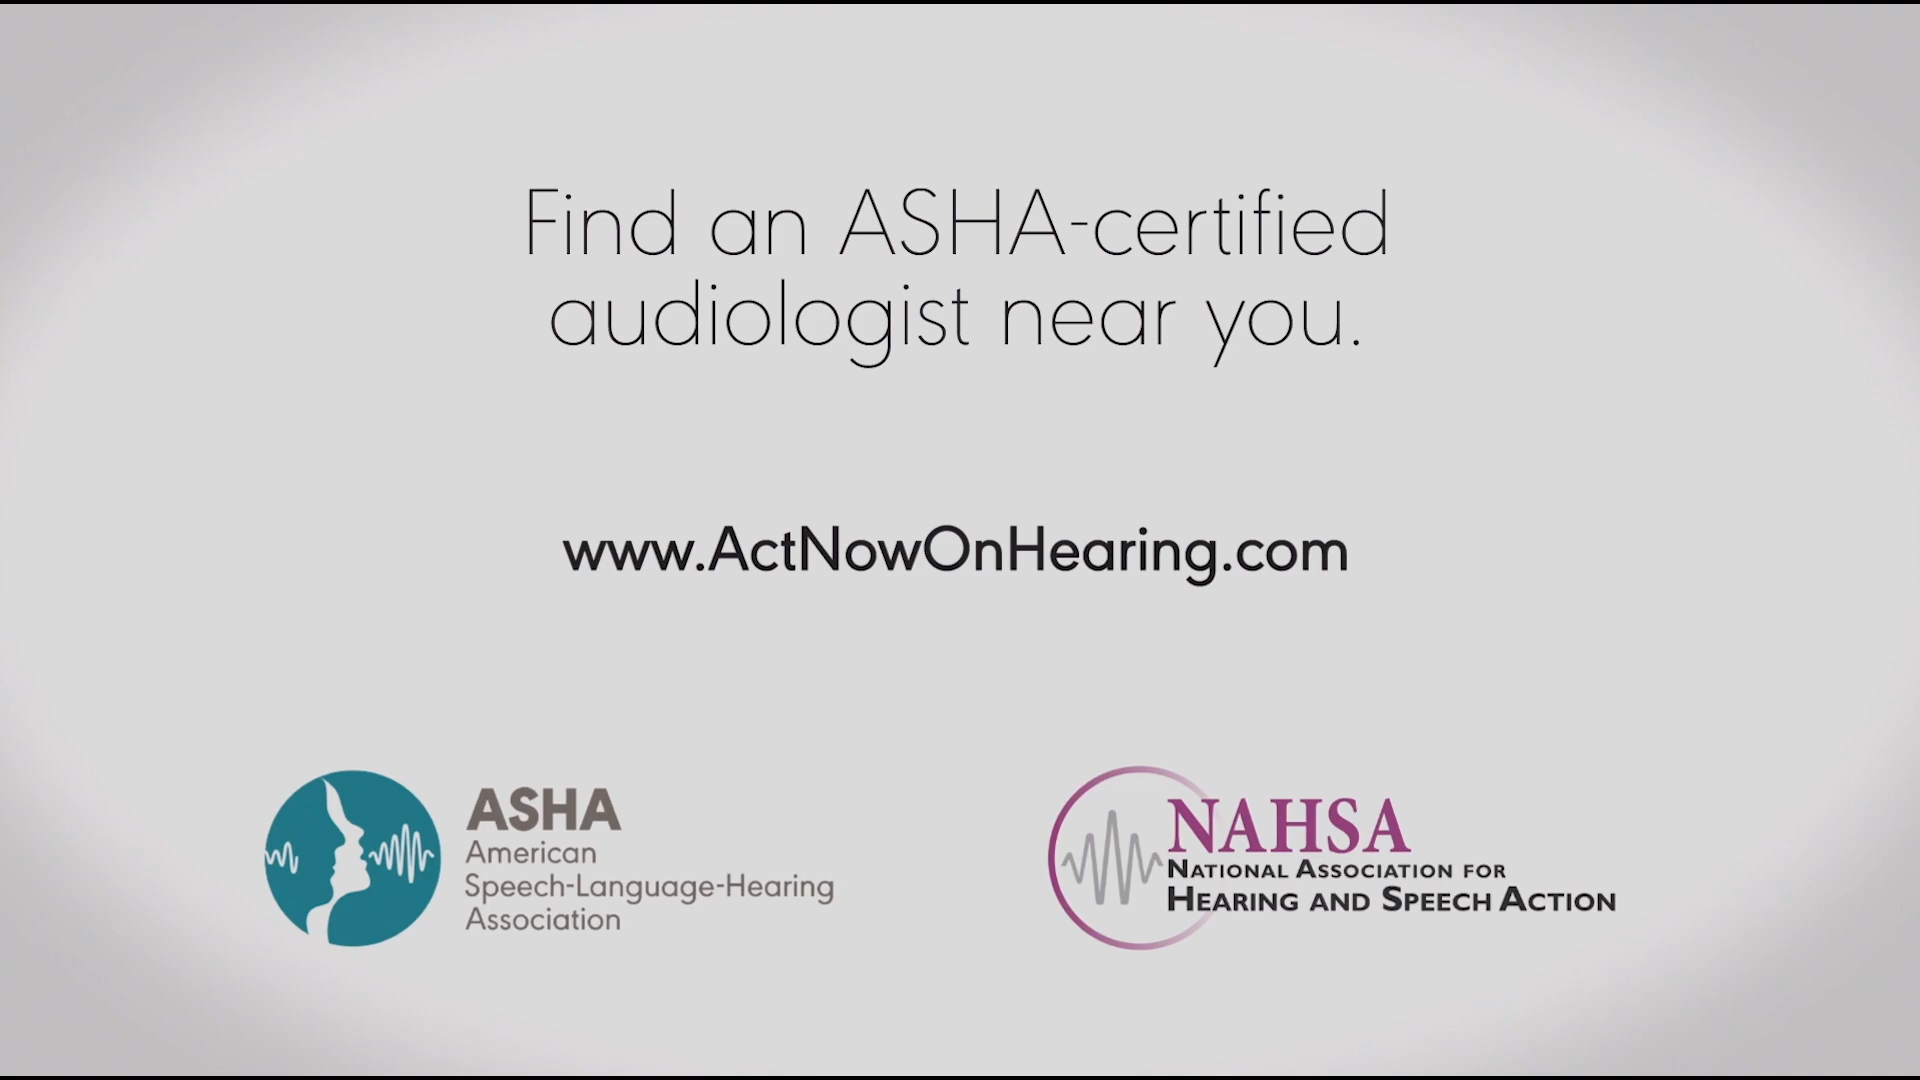 Find an ASHA-certified
audiologist near you.
www.ActNowOnHearing.com
ASHA
American
Speech-Language-Hearing
Association
NAHSA
NATIONAL ASSOCIATION FOR
HEARING AND SPEECH ACTION